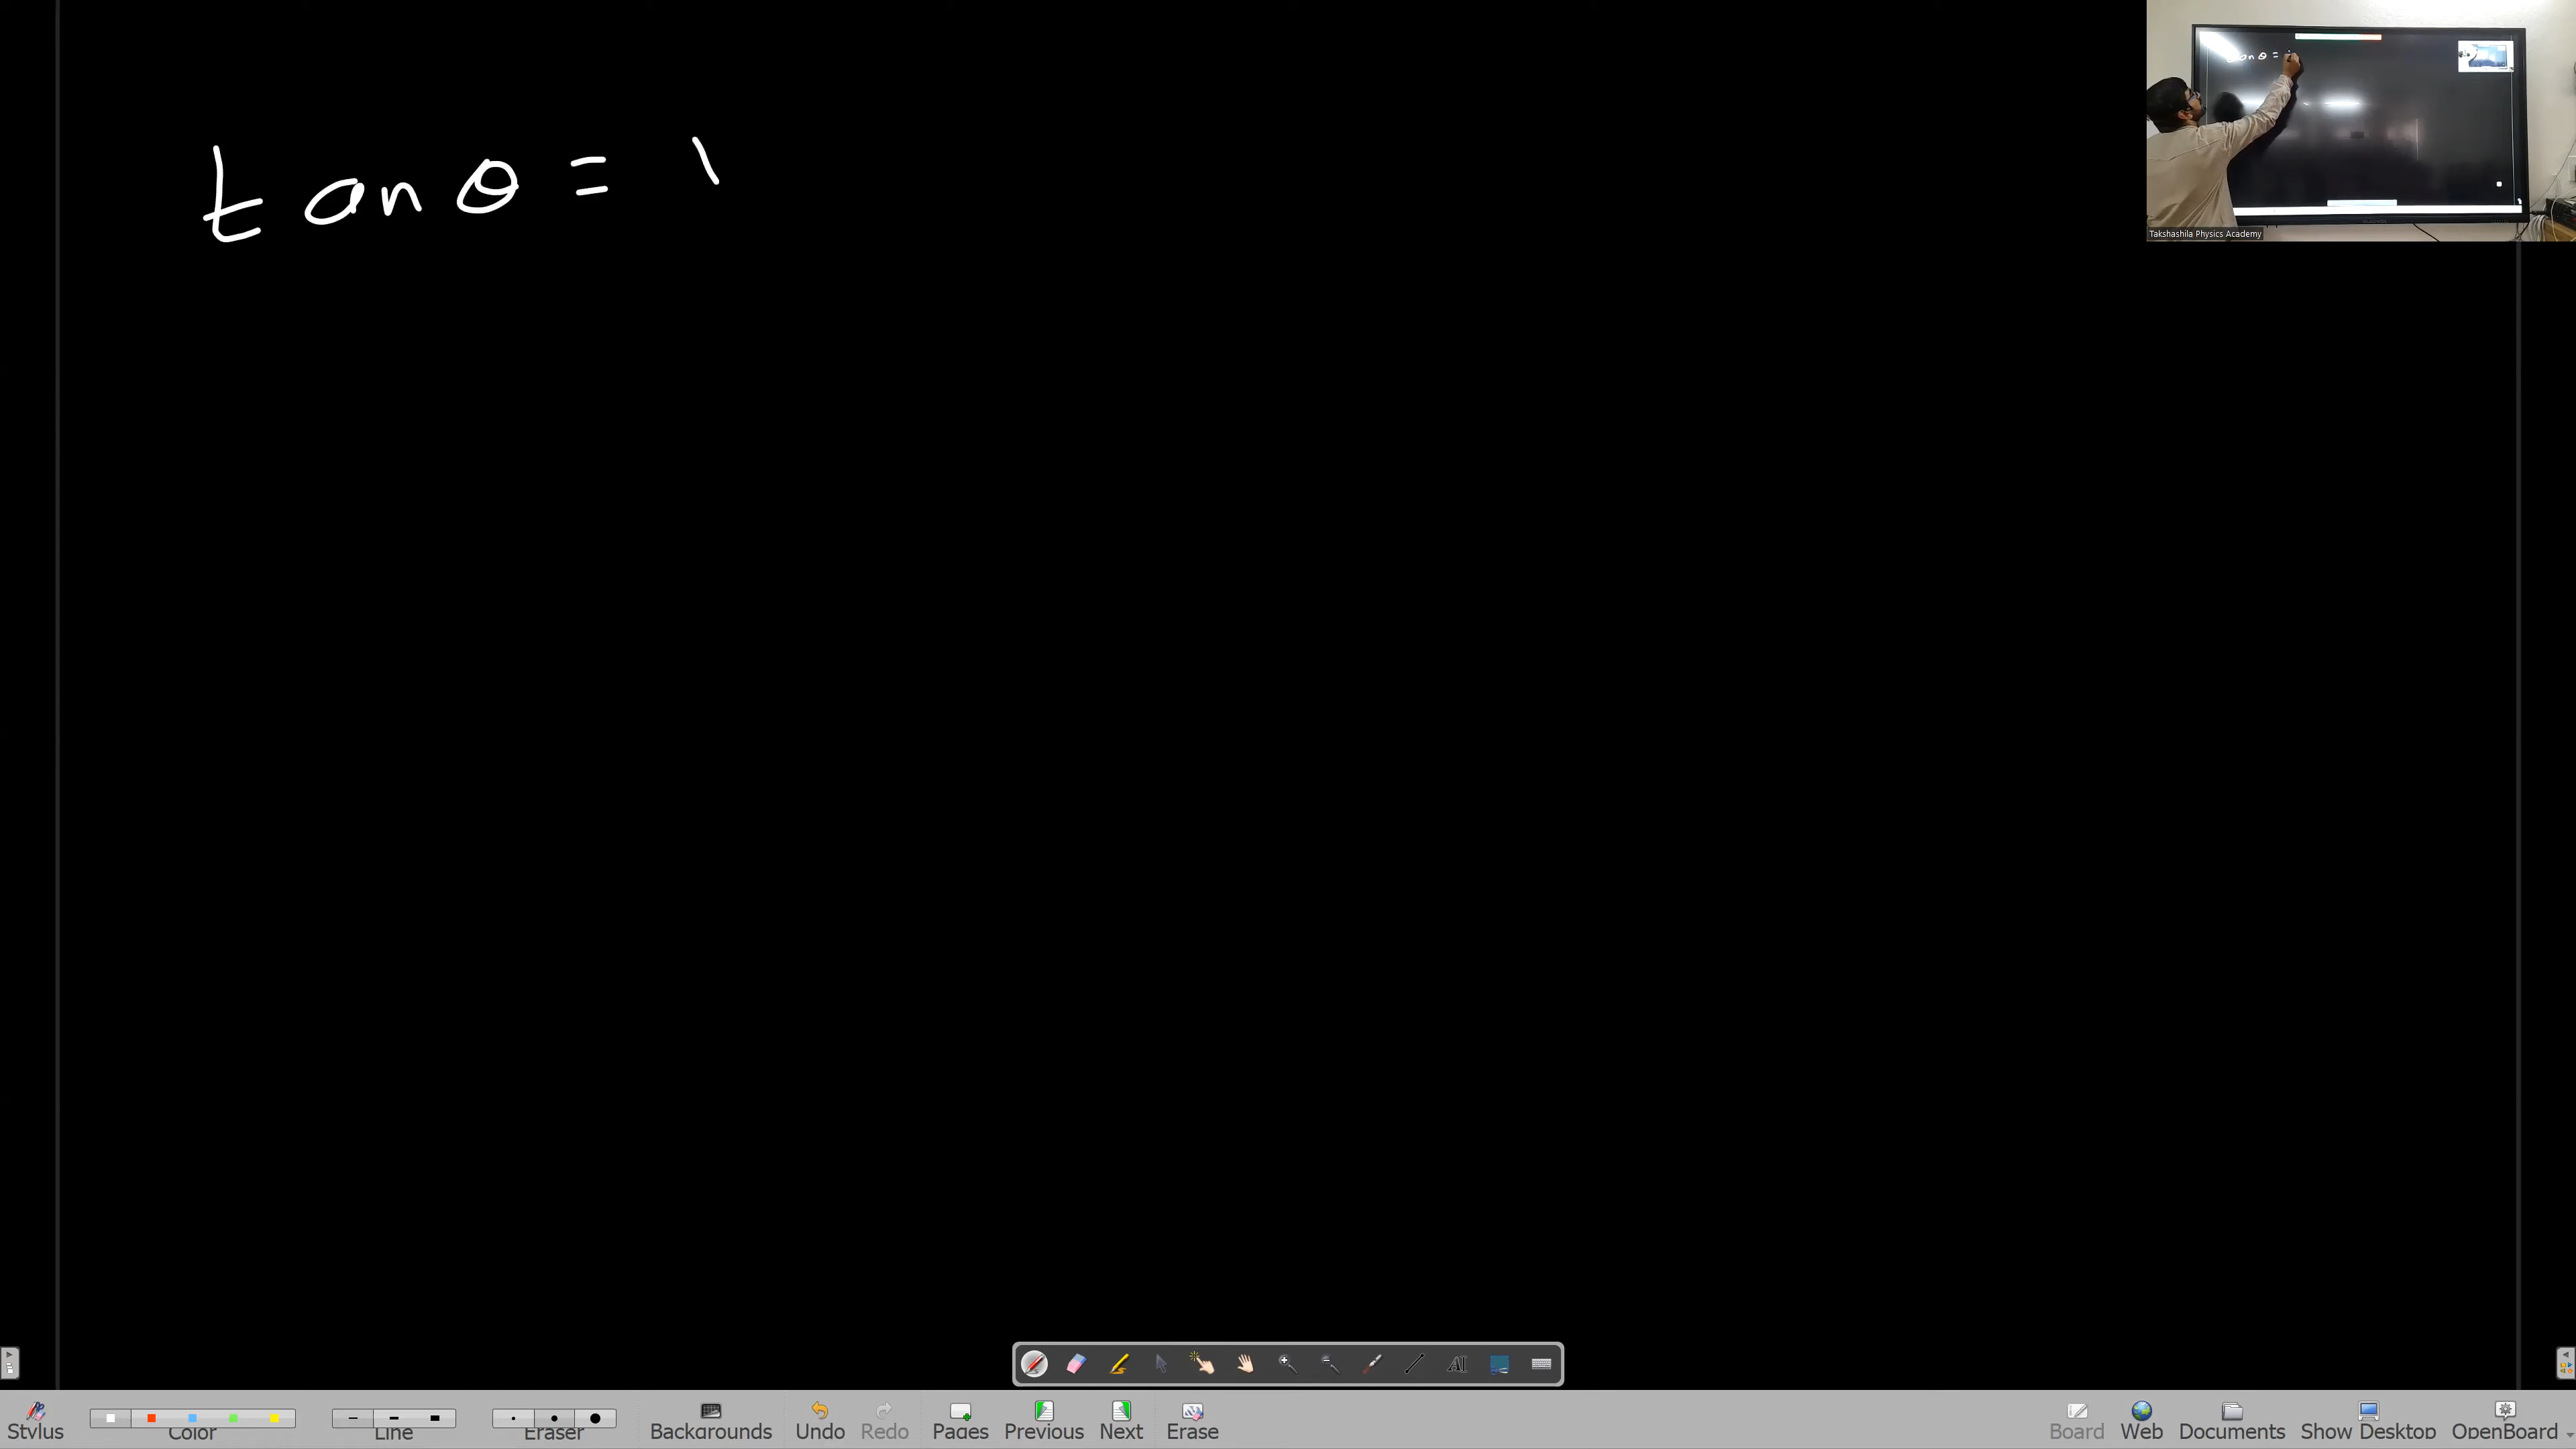 tan θ = \
an θ =
Takshashila Physics Academy
Stylus Color Line Eraser Backgrounds Undo Redo Pages Previous Next Erase Board Web Documents Show Desktop OpenBoard